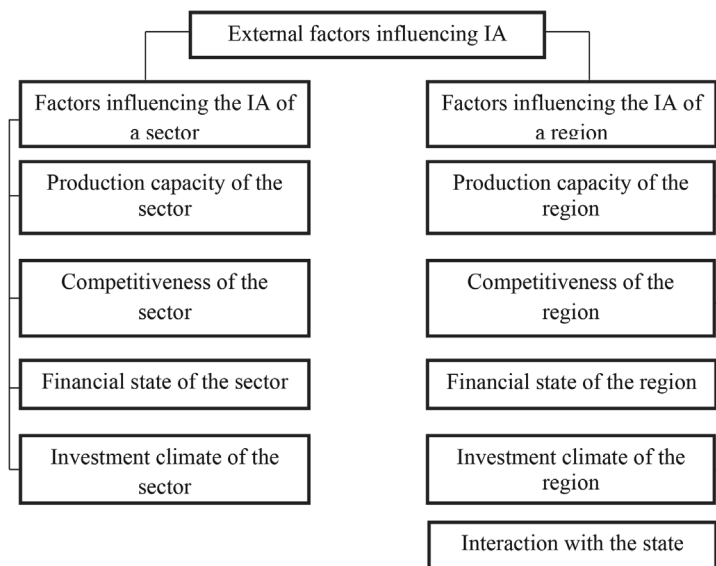 External factors influencing IA
Factors influencing the IA of
a sector
Production capacity of the
sector
Competitiveness of the
sector
Financial state of the sector
Investment climate of the
sector
Factors influencing the IA of
a region
Production capacity of the
region
Competitiveness of the
region
Financial state of the region
Investment climate of the
region
Interaction with the state